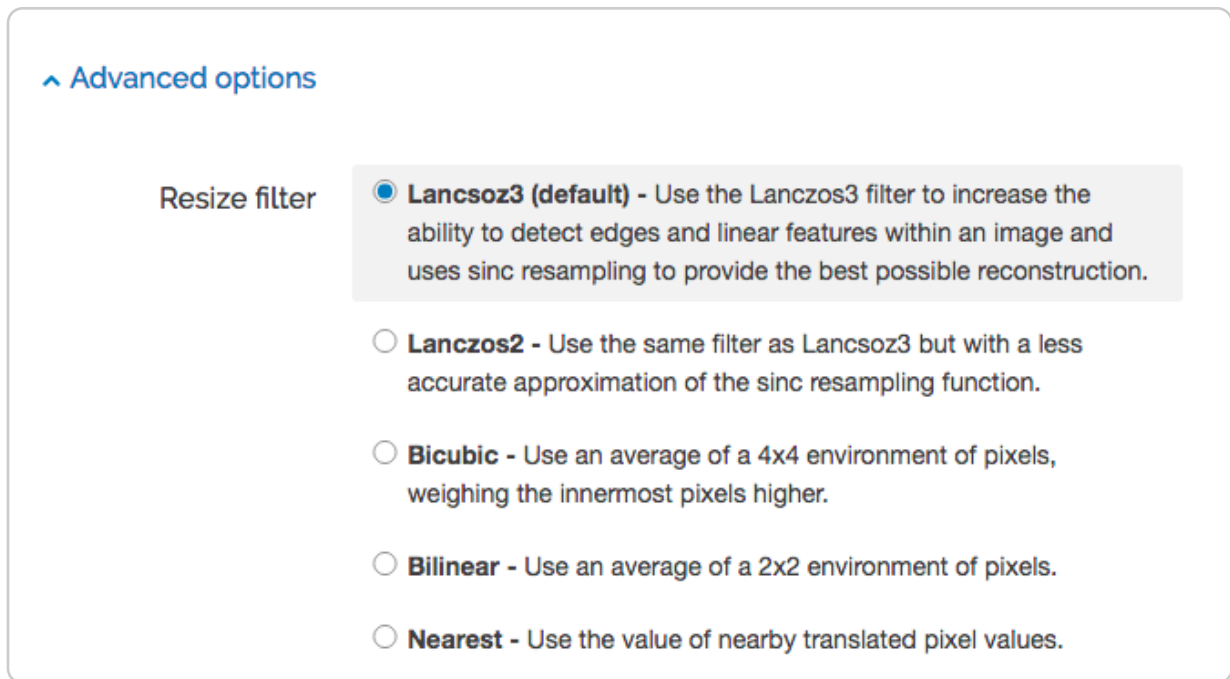 Advanced options
Resize filter
Lancsoz3 (default) - Use the Lanczos3 filter to increase the
ability to detect edges and linear features within an image and
uses sinc resampling to provide the best possible reconstruction.
Lanczos2 - Use the same filter as Lancsoz3 but with a less
accurate approximation of the sinc resampling function.
Bicubic - Use an average of a 4x4 environment of pixels,
weighing the innermost pixels higher.
Bilinear - Use an average of a 2x2 environment of pixels.
Nearest - Use the value of nearby translated pixel values.